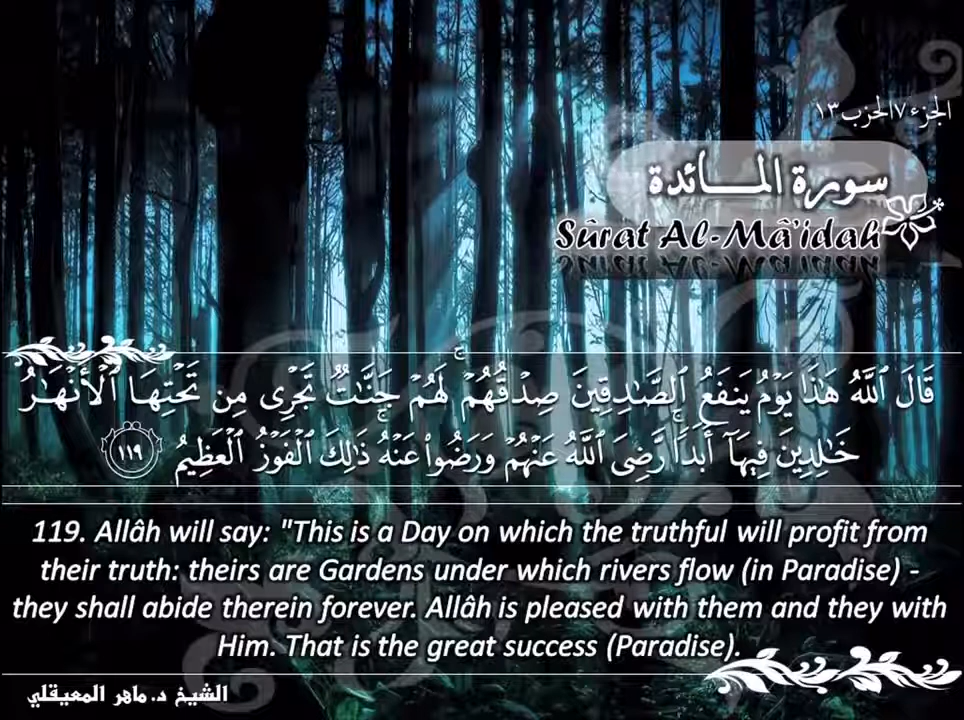 الجزء ٧ الحزب ١٣
سورة المائدة
Sûrat Al-Mâ'idah
قَالَ ٱللَّهُ هَٰذَا يَوۡمُ يَنفَعُ ٱلصَّٰدِقِينَ صِدۡقُهُمۡۚ لَهُمۡ جَنَّٰتٞ تَجۡرِي مِن تَحۡتِهَا ٱلۡأَنۡهَٰرُ
خَٰلِدِينَ فِيهَآ أَبَدٗاۚ رَّضِيَ ٱللَّهُ عَنۡهُمۡ وَرَضُواْ عَنۡهُۚ ذَٰلِكَ ٱلۡفَوۡزُ ٱلۡعَظِيمُ ١١٩
119. Allâh will say: "This is a Day on which the truthful will profit from
their truth: theirs are Gardens under which rivers flow (in Paradise) -
they shall abide therein forever. Allâh is pleased with them and they with
Him. That is the great success (Paradise).
الشيخ د. ماهر المعيقلي